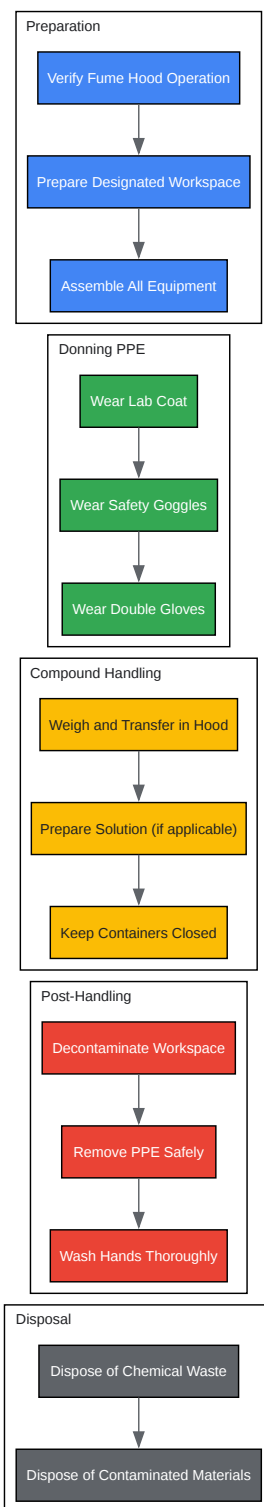 Preparation
Verify Fume Hood Operation
Prepare Designated Workspace
Assemble All Equipment
Donning PPE
Wear Lab Coat
Wear Safety Goggles
Wear Double Gloves
Compound Handling
Weigh and Transfer in Hood
Prepare Solution (if applicable)
Keep Containers Closed
Post-Handling
Decontaminate Workspace
Remove PPE Safely
Wash Hands Thoroughly
Disposal
Dispose of Chemical Waste
Dispose of Contaminated Materials